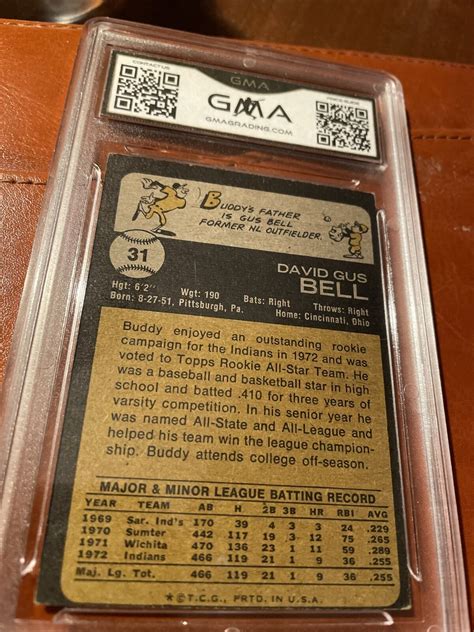 CONTACT US
GMA
PRICE GUIDE
GMA
GMAGRADING.COM
BUDDY'S FATHER
IS GUS BELL
FORMER NL OUTFIELDER.
31
DAVID GUS
BELL
Hgt: 6'2" Wgt: 190 Bats: Right Throws: Right
Born: 8-27-51, Pittsburgh, Pa. Home: Cincinnati, Ohio
Buddy enjoyed an outstanding rookie
campaign for the Indians in 1972 and was
voted to Topps Rookie All-Star Team. He
was a baseball and basketball star in high
school and batted .410 for three years of
varsity competition. In his senior year he
was named All-State and All-League and
helped his team win the league champion-
ship. Buddy attends college off-season.
MAJOR & MINOR LEAGUE BATTING RECORD
YEAR TEAM AB H 2B 3B HR RBI AVG
1969 Sar. Ind's 170 39 4 3 3 24 .229
1970 Sumter 442 117 19 3 12 75 .265
1971 Wichita 470 136 23 1 11 59 .289
1972 Indians 466 119 21 1 9 36 .255
Maj. Lg. Tot. 466 119 21 1 9 36 .255
*©T.C.G., PRTD. IN U.S.A.